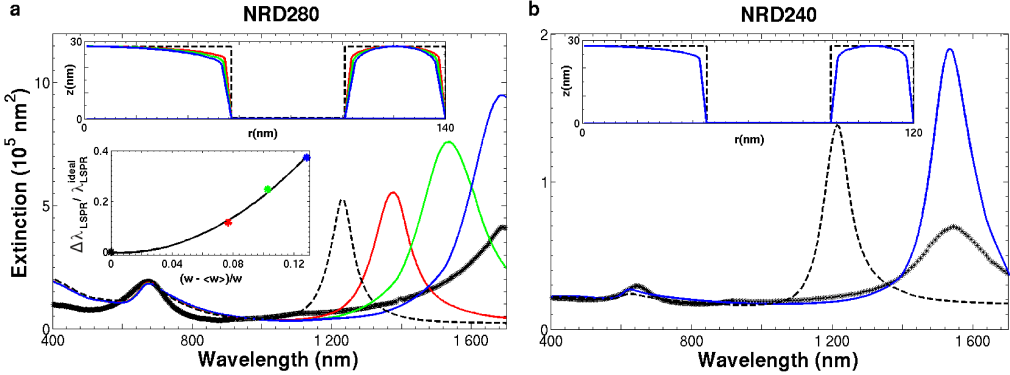 a
NRD280
Extinction (10^5 nm^2)
10
5
0
400
800
1 200
1 600
Wavelength (nm)
z(nm)
30
0
0
140
r(nm)
Δλ_LSPR / λ_LSPR^ideal
0.4
0.2
0
0
0.04
0.08
0.12
(w - <w>)/w
b
NRD240
2
1
0
400
800
1 200
1 600
Wavelength (nm)
z(nm)
30
0
0
120
r(nm)